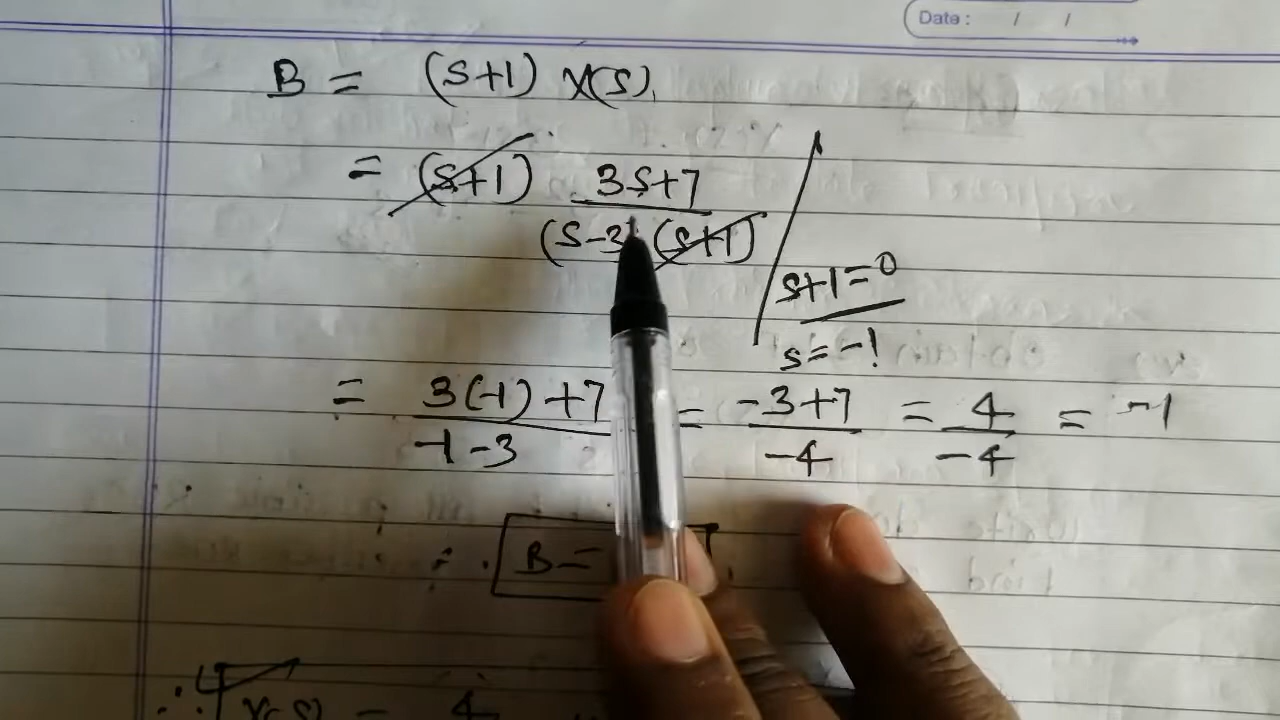 Date : / /
B = (s+1) X(s)
= (s+1) 3s+7
(s-3) (s+1)
s+1=0
s=-1
= 3(-1)+7 = -3+7 = 4 = -1
-1-3 -4 -4
∴ B =
∴ X(s) = 4